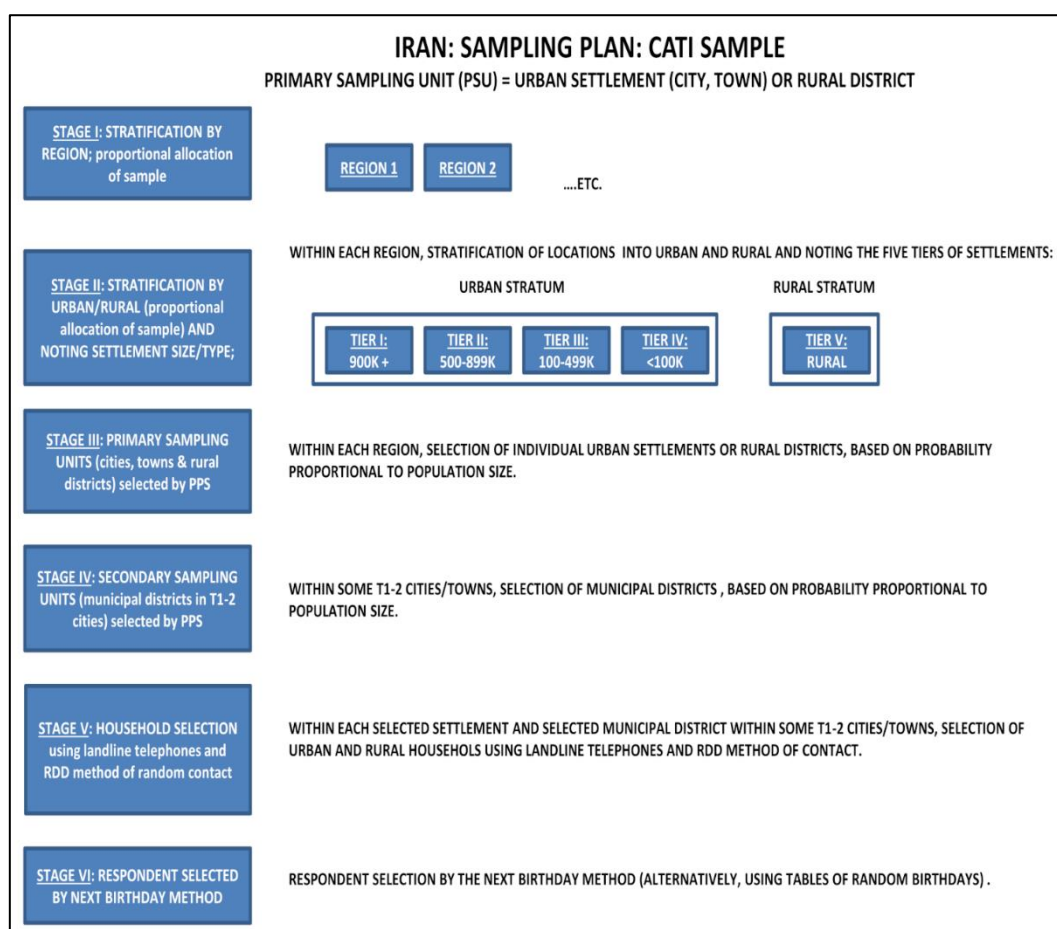 IRAN: SAMPLING PLAN: CATI SAMPLE
PRIMARY SAMPLING UNIT (PSU) = URBAN SETTLEMENT (CITY, TOWN) OR RURAL DISTRICT
STAGE I: STRATIFICATION BY
REGION; proportional allocation
of sample
REGION 1
REGION 2
....ETC.
STAGE II: STRATIFICATION BY
URBAN/RURAL (proportional
allocation of sample) AND
NOTING SETTLEMENT SIZE/TYPE;
WITHIN EACH REGION, STRATIFICATION OF LOCATIONS INTO URBAN AND RURAL AND NOTING THE FIVE TIERS OF SETTLEMENTS:
URBAN STRATUM
RURAL STRATUM
TIER I:
900K +
TIER II:
500-899K
TIER III:
100-499K
TIER IV:
<100K
TIER V:
RURAL
STAGE III: PRIMARY SAMPLING
UNITS (cities, towns & rural
districts) selected by PPS
WITHIN EACH REGION, SELECTION OF INDIVIDUAL URBAN SETTLEMENTS OR RURAL DISTRICTS, BASED ON PROBABILITY
PROPORTIONAL TO POPULATION SIZE.
STAGE IV: SECONDARY SAMPLING
UNITS (municipal districts in T1-2
cities) selected by PPS
WITHIN SOME T1-2 CITIES/TOWNS, SELECTION OF MUNICIPAL DISTRICTS , BASED ON PROBABILITY PROPORTIONAL TO
POPULATION SIZE.
STAGE V: HOUSEHOLD SELECTION
using landline telephones and
RDD method of random contact
WITHIN EACH SELECTED SETTLEMENT AND SELECTED MUNICIPAL DISTRICT WITHIN SOME T1-2 CITIES/TOWNS, SELECTION OF
URBAN AND RURAL HOUSEHOLS USING LANDLINE TELEPHONES AND RDD METHOD OF CONTACT.
STAGE VI: RESPONDENT SELECTED
BY NEXT BIRTHDAY METHOD
RESPONDENT SELECTION BY THE NEXT BIRTHDAY METHOD (ALTERNATIVELY, USING TABLES OF RANDOM BIRTHDAYS) .